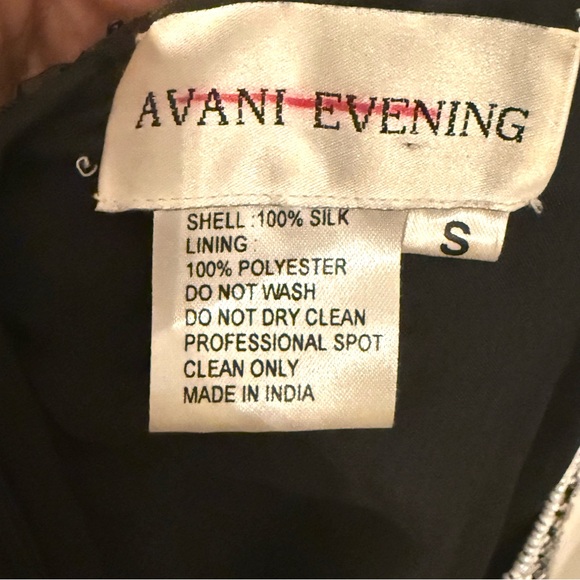 AVANI EVENING
S
SHELL :100% SILK
LINING :
100% POLYESTER
DO NOT WASH
DO NOT DRY CLEAN
PROFESSIONAL SPOT
CLEAN ONLY
MADE IN INDIA